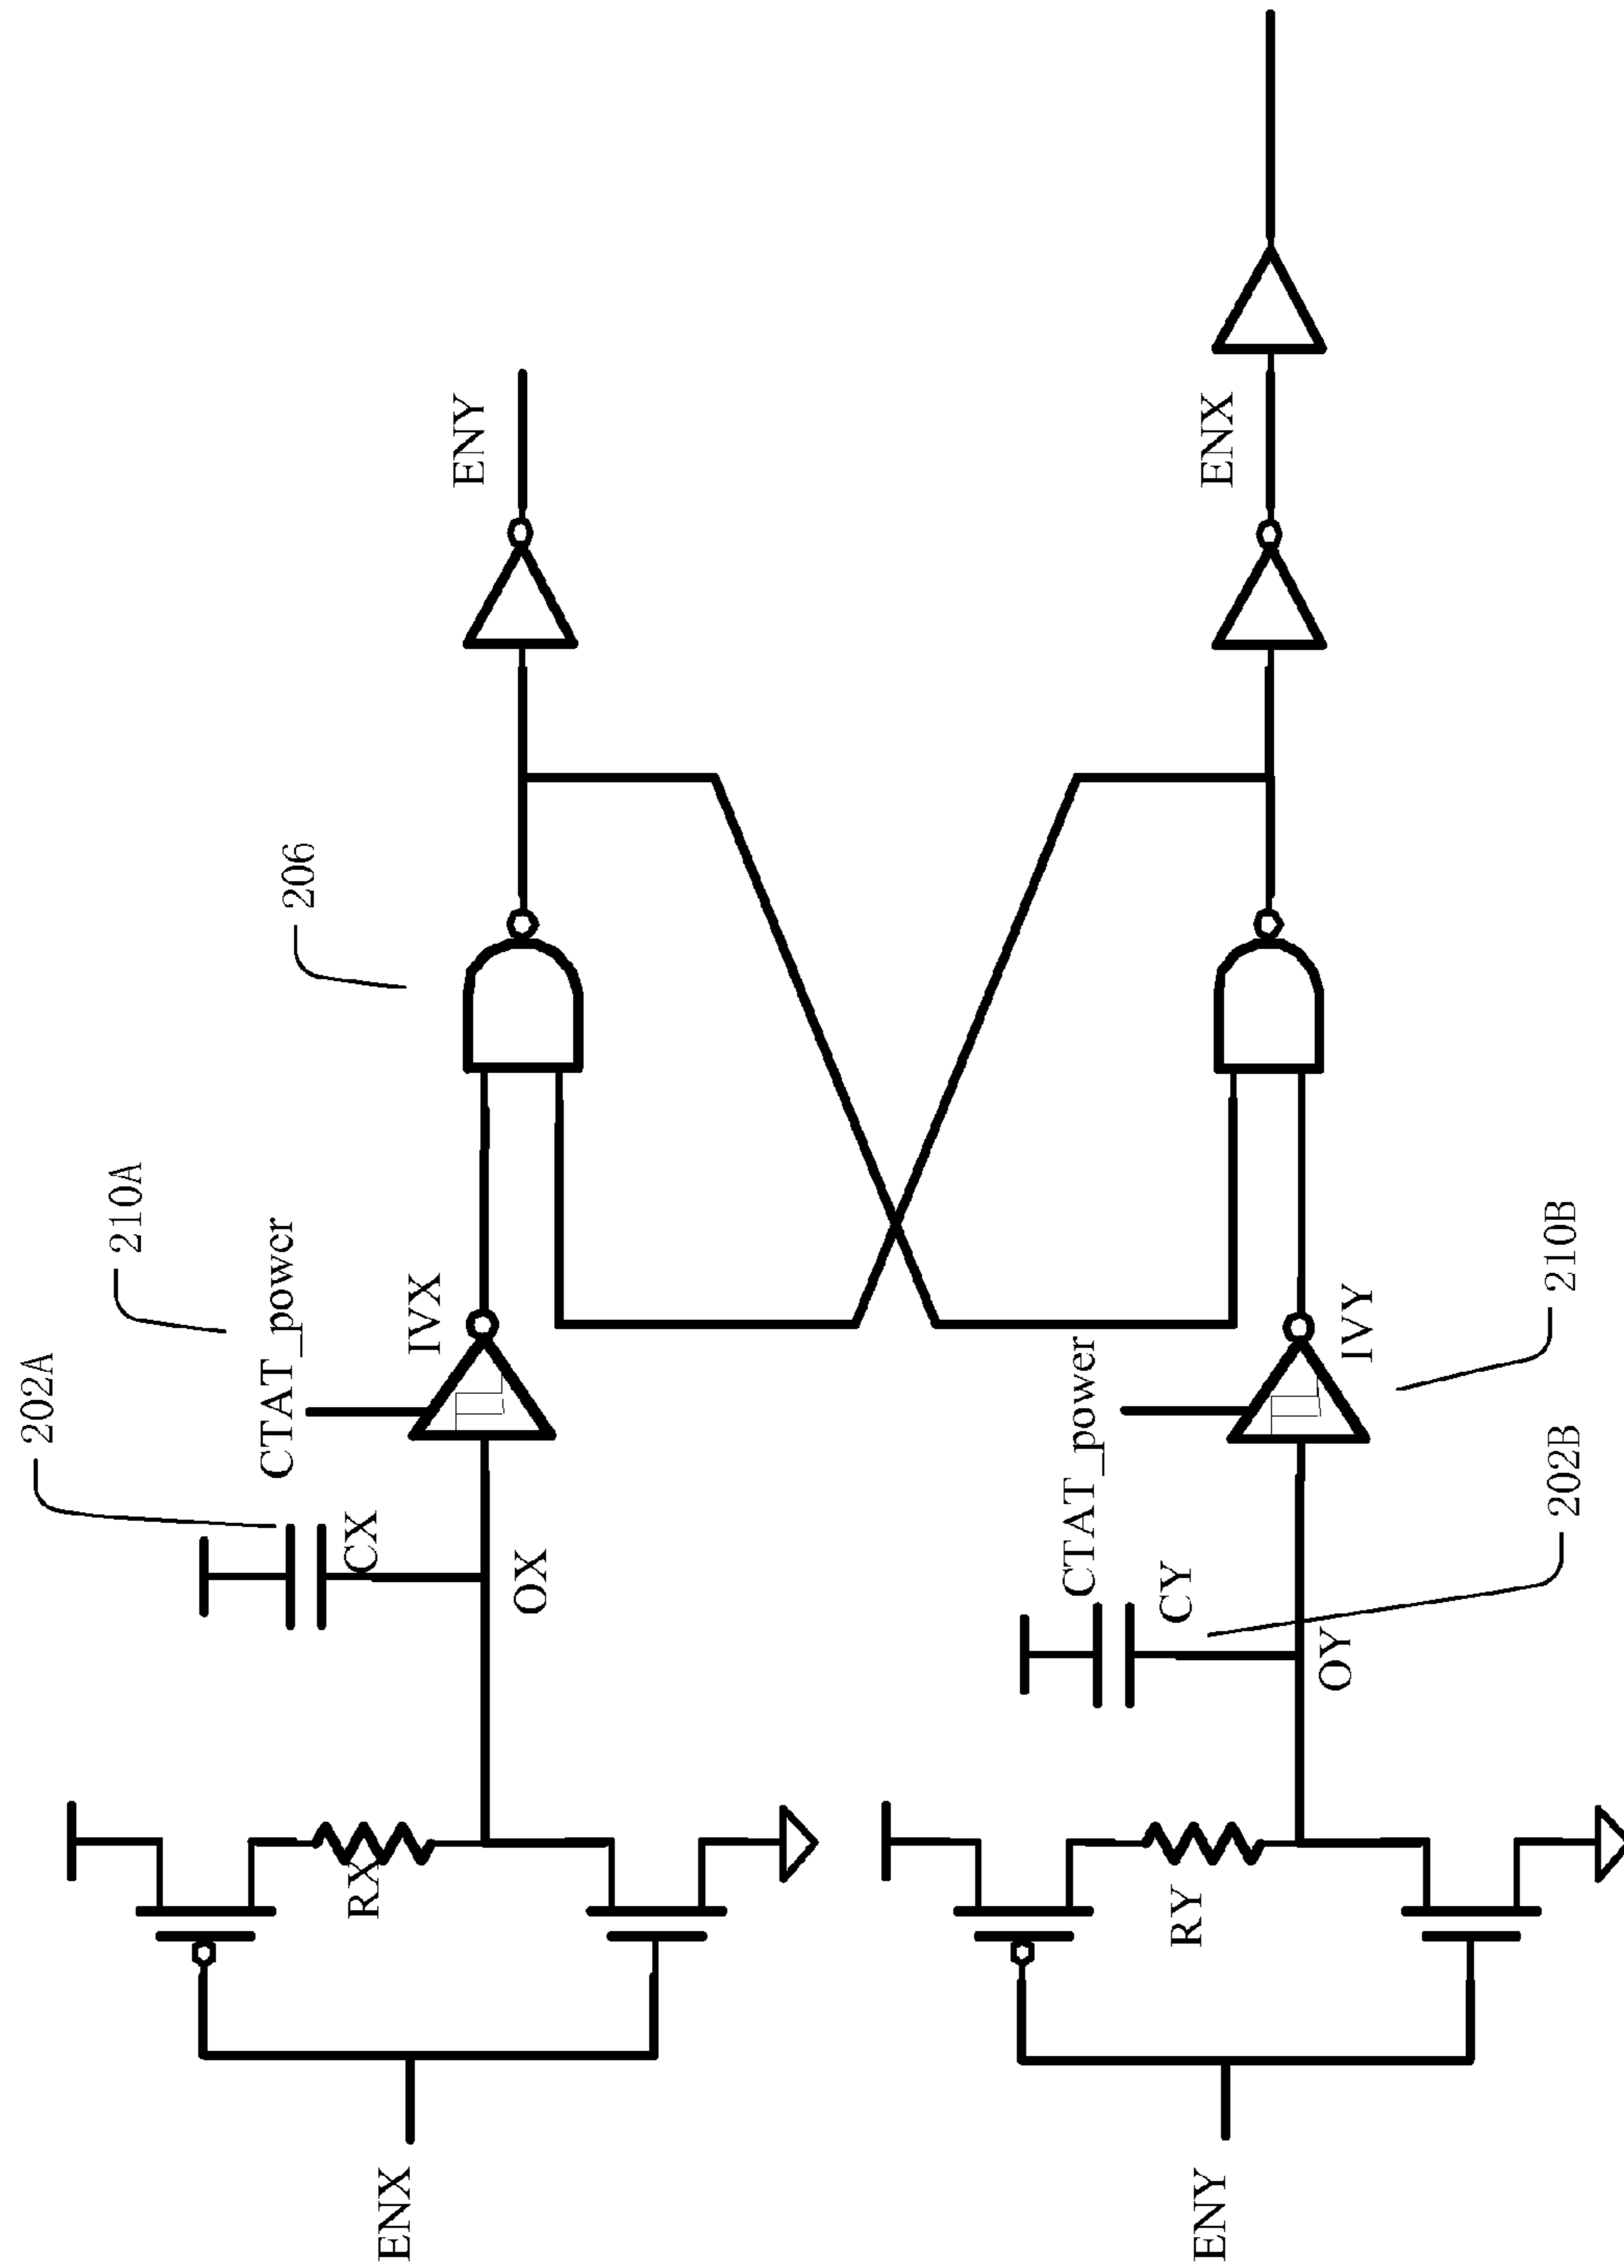 202A
210A
CTAT_power
206
ENY
IVX
CX
OX
RX
ENX
CTAT_power
ENX
CY
IVY
OY
RY
ENY
202B
210B